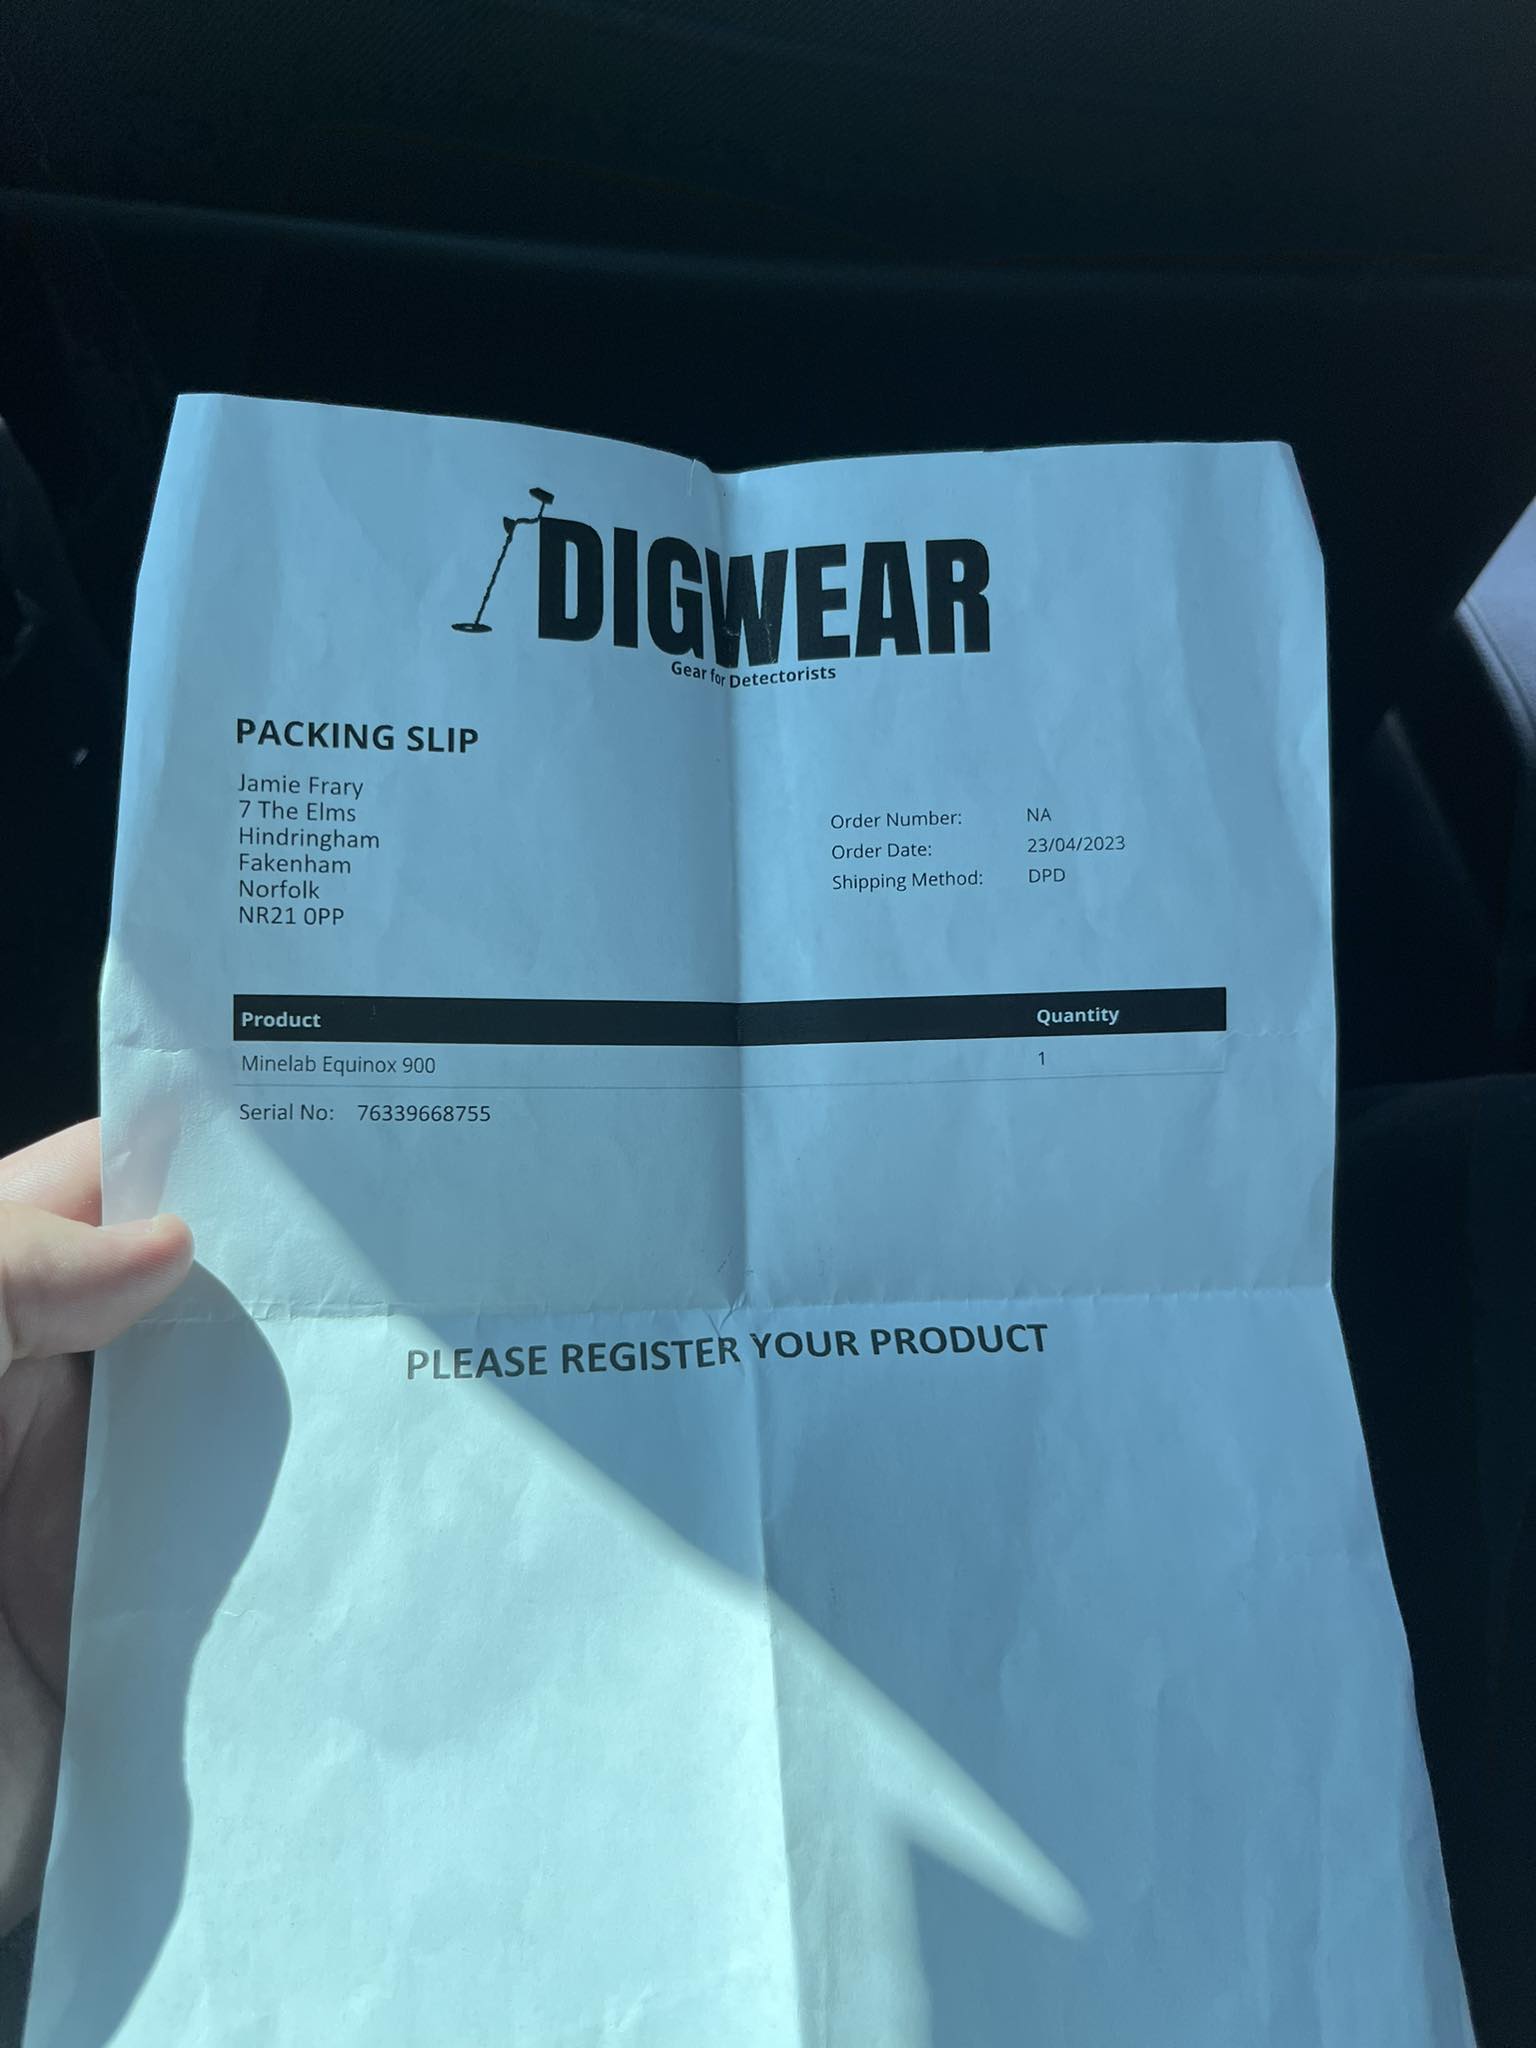 DIGWEAR
Gear for Detectorists
PACKING SLIP
Jamie Frary
7 The Elms
Hindringham
Fakenham
Norfolk
NR21 0PP
Order Number: NA
Order Date: 23/04/2023
Shipping Method: DPD
Product Quantity
Minelab Equinox 900 1
Serial No: 76339668755
PLEASE REGISTER YOUR PRODUCT